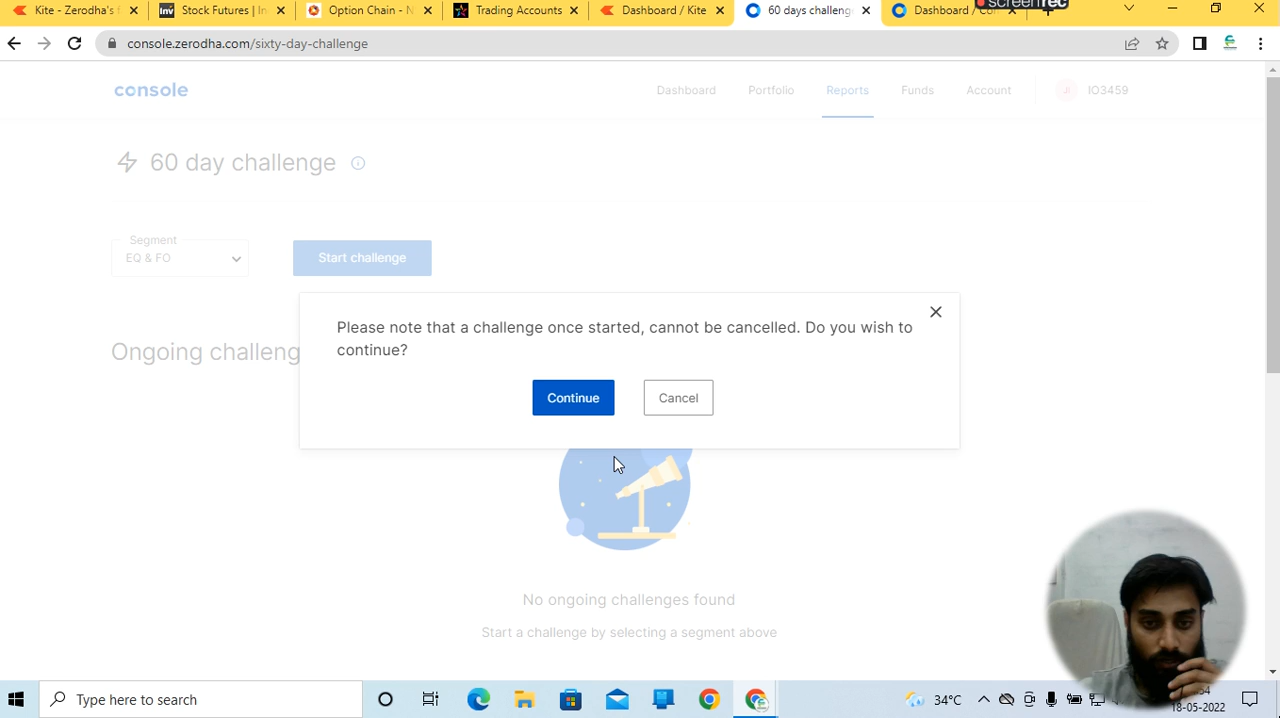 Kite - Zerodha's f
Stock Futures | In
Option Chain - N
Trading Accounts
Dashboard / Kite
60 days challeng
Dashboard / Co
screenrec
console.zerodha.com/sixty-day-challenge
console
Dashboard
Portfolio
Reports
Funds
Account
IO3459
60 day challenge
Segment
EQ & FO
Start challenge
Please note that a challenge once started, cannot be cancelled. Do you wish to
continue?
Continue
Cancel
Ongoing challeng
No ongoing challenges found
Start a challenge by selecting a segment above
Type here to search
34°C
18-05-2022